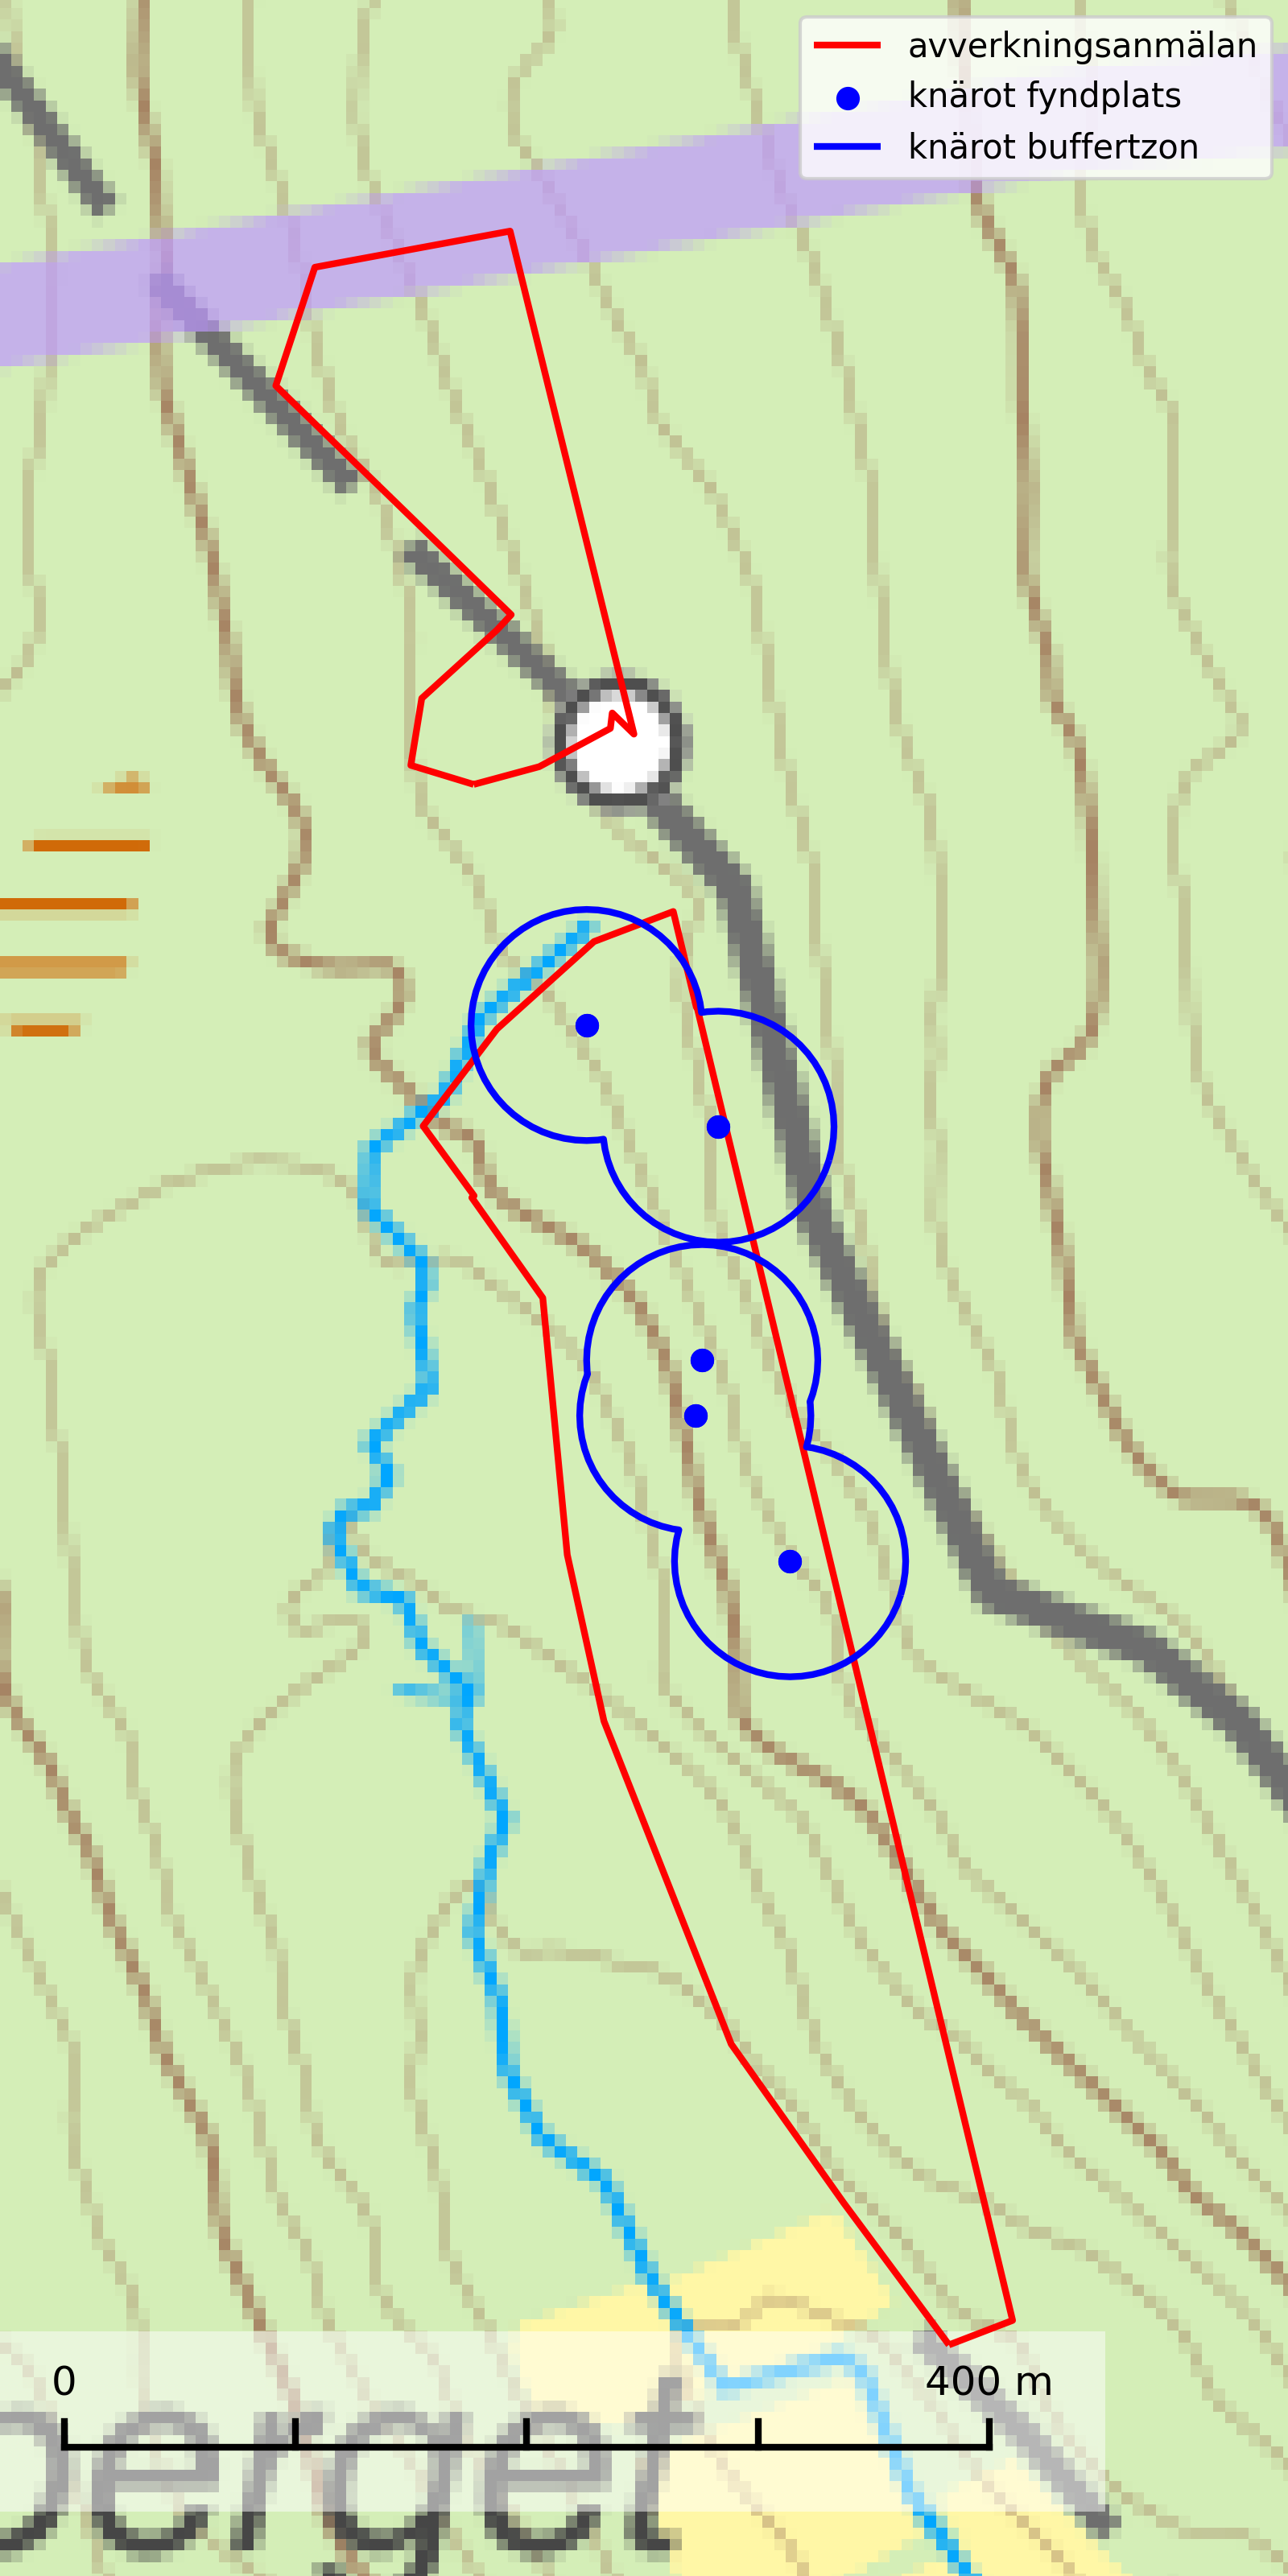 avverkningsanmälan
knärot fyndplats
knärot buffertzon
0 400 m
berget